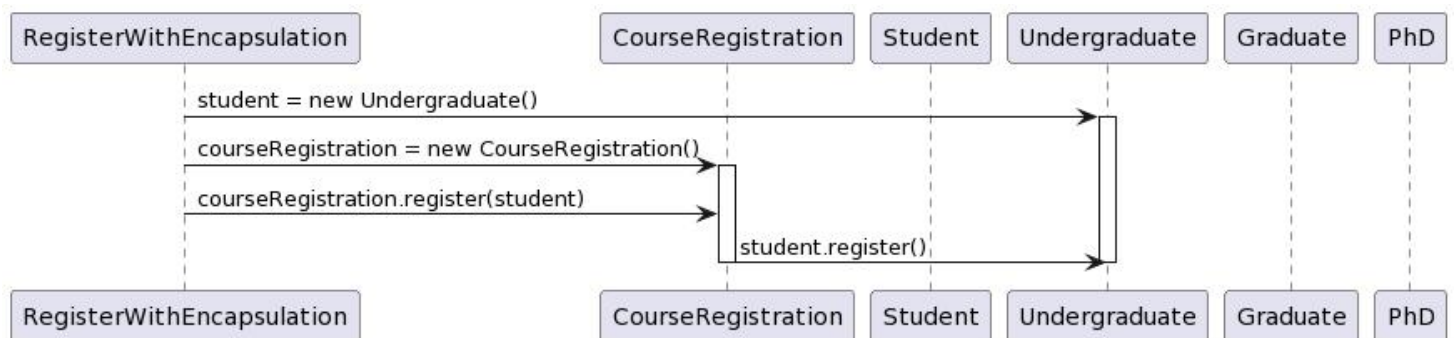 RegisterWithEncapsulation CourseRegistration Student Undergraduate Graduate PhD
student = new Undergraduate()
courseRegistration = new CourseRegistration()
courseRegistration.register(student)
student.register()
RegisterWithEncapsulation CourseRegistration Student Undergraduate Graduate PhD